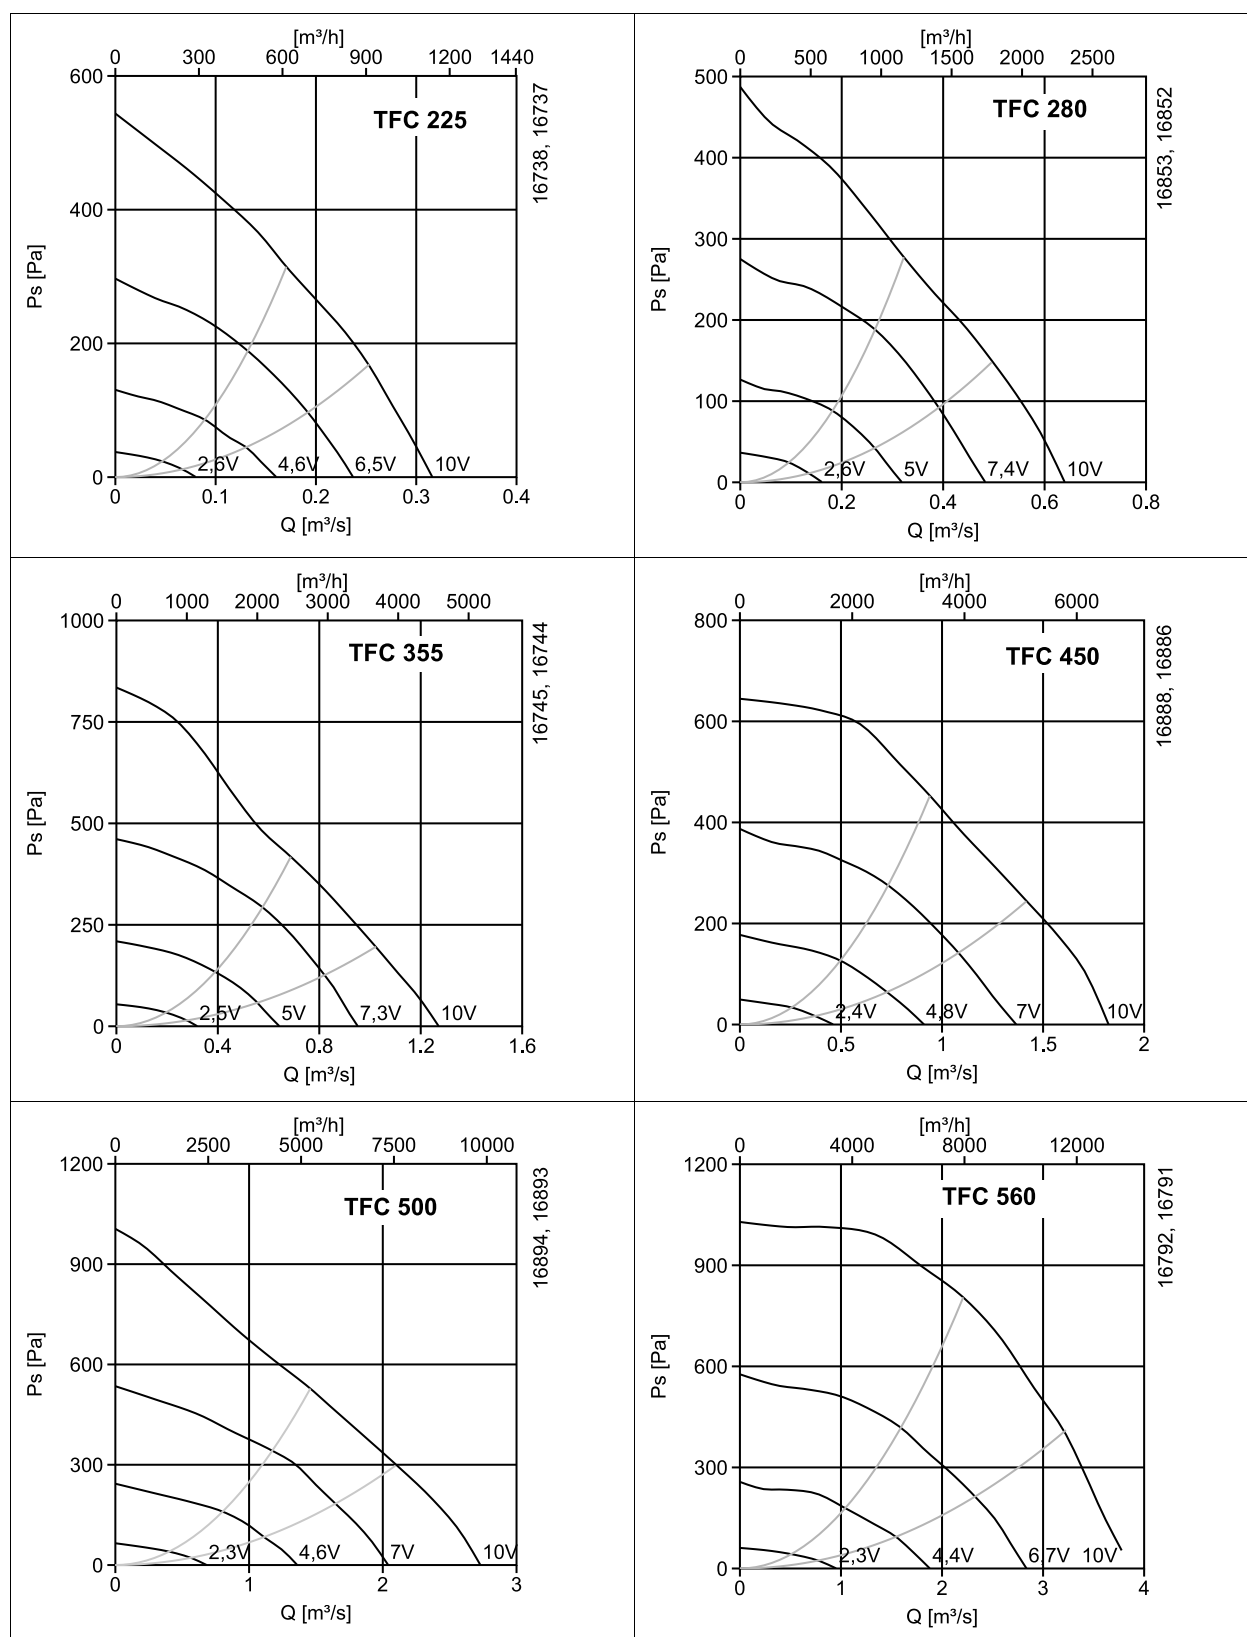 [m³/h]
0 300 600 900 1200 1440
600
400
200
0
Ps [Pa]
TFC 225
16738, 16737
2,6V 4,6V 6,5V 10V
0 0.1 0.2 0.3 0.4
Q [m³/s]
[m³/h]
0 500 1000 1500 2000 2500
500
400
300
200
100
0
Ps [Pa]
TFC 280
16853, 16852
2,6V 5V 7,4V 10V
0 0.2 0.4 0.6 0.8
Q [m³/s]
[m³/h]
0 1000 2000 3000 4000 5000
1000
750
500
250
0
Ps [Pa]
TFC 355
16745, 16744
2,5V 5V 7,3V 10V
0 0.4 0.8 1.2 1.6
Q [m³/s]
[m³/h]
0 2000 4000 6000
800
600
400
200
0
Ps [Pa]
TFC 450
16888, 16886
2,4V 4,8V 7V 10V
0 0.5 1 1.5 2
Q [m³/s]
[m³/h]
0 2500 5000 7500 10000
1200
900
600
300
0
Ps [Pa]
TFC 500
16894, 16893
2,3V 4,6V 7V 10V
0 1 2 3
Q [m³/s]
[m³/h]
0 4000 8000 12000
1200
900
600
300
0
Ps [Pa]
TFC 560
16792, 16791
2,3V 4,4V 6,7V 10V
0 1 2 3 4
Q [m³/s]